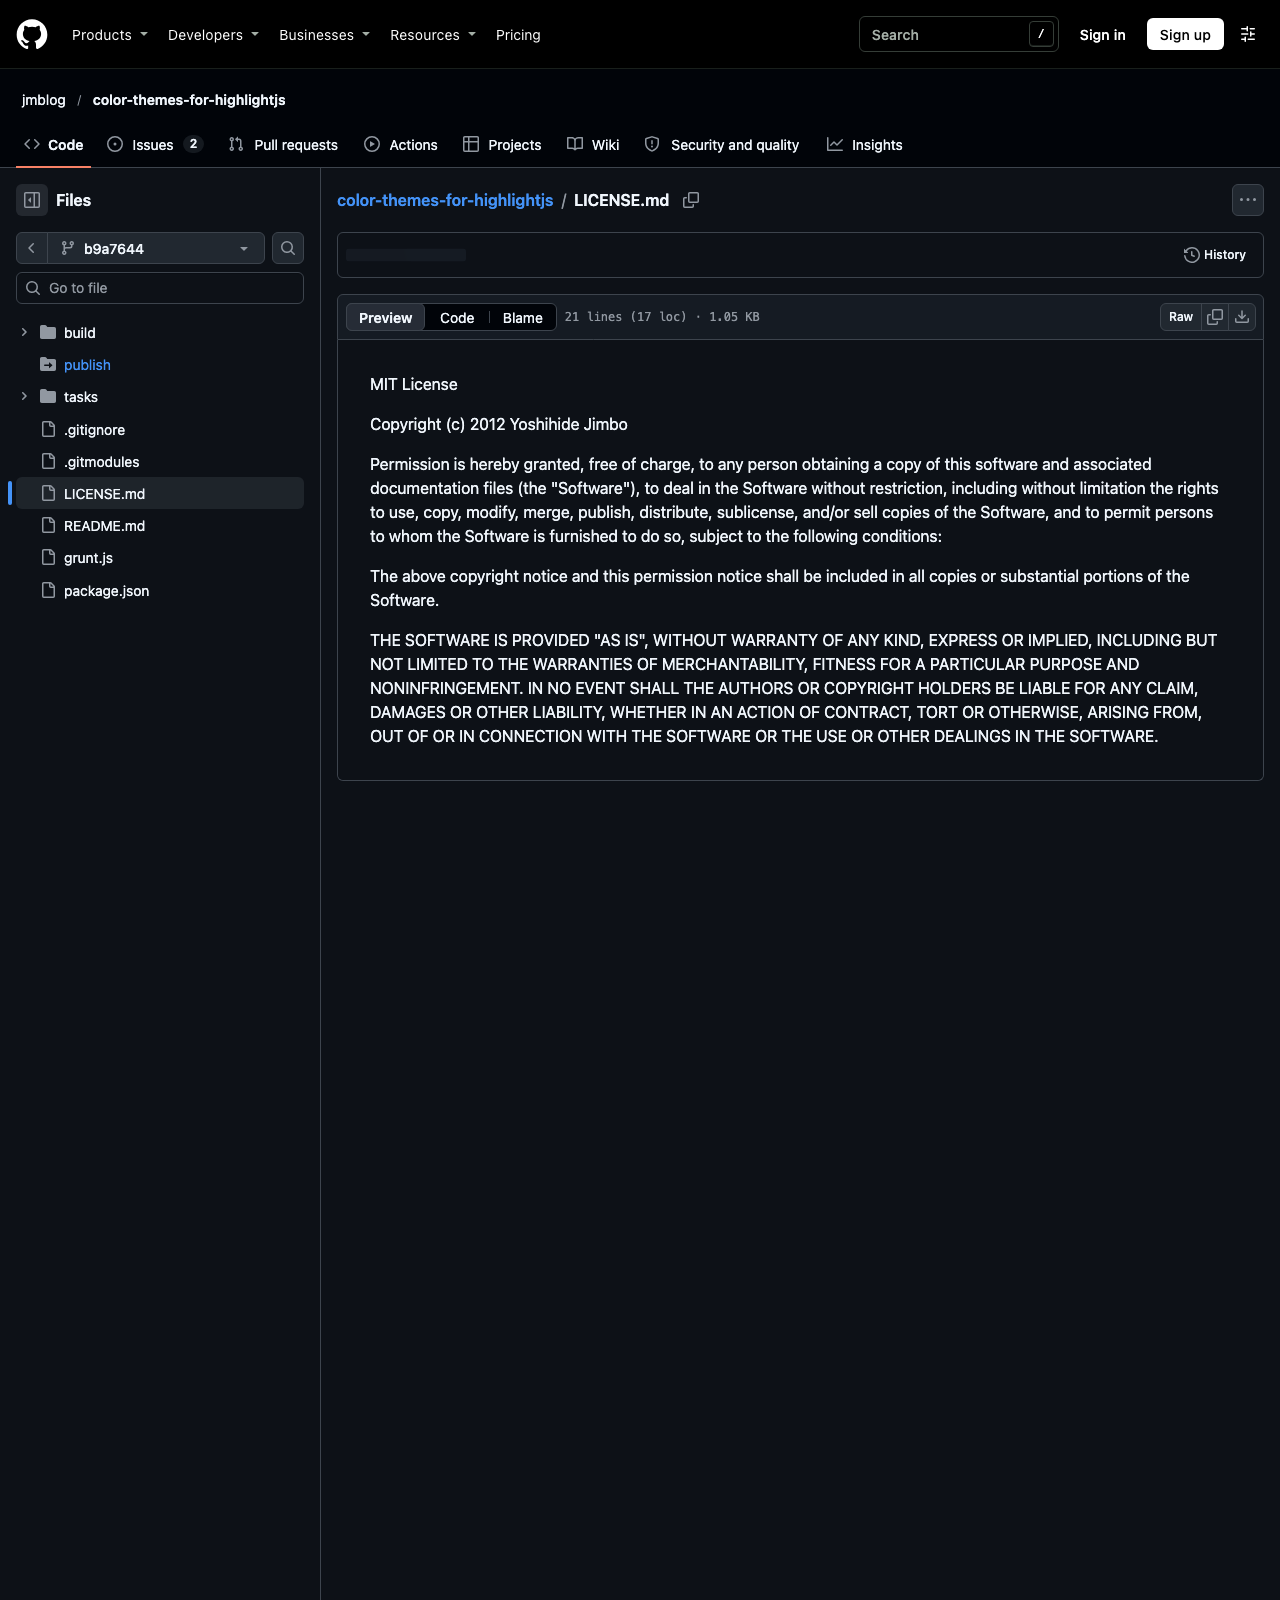 Products Developers Businesses Resources Pricing Search / Sign in Sign up
jmblog / color-themes-for-highlightjs
Code Issues 2 Pull requests Actions Projects Wiki Security and quality Insights
Files
b9a7644
Go to file
build
publish
tasks
.gitignore
.gitmodules
LICENSE.md
README.md
grunt.js
package.json
color-themes-for-highlightjs / LICENSE.md
History
Preview Code Blame 21 lines (17 loc) · 1.05 KB Raw
MIT License
Copyright (c) 2012 Yoshihide Jimbo
Permission is hereby granted, free of charge, to any person obtaining a copy of this software and associated
documentation files (the "Software"), to deal in the Software without restriction, including without limitation the rights
to use, copy, modify, merge, publish, distribute, sublicense, and/or sell copies of the Software, and to permit persons
to whom the Software is furnished to do so, subject to the following conditions:
The above copyright notice and this permission notice shall be included in all copies or substantial portions of the
Software.
THE SOFTWARE IS PROVIDED "AS IS", WITHOUT WARRANTY OF ANY KIND, EXPRESS OR IMPLIED, INCLUDING BUT
NOT LIMITED TO THE WARRANTIES OF MERCHANTABILITY, FITNESS FOR A PARTICULAR PURPOSE AND
NONINFRINGEMENT. IN NO EVENT SHALL THE AUTHORS OR COPYRIGHT HOLDERS BE LIABLE FOR ANY CLAIM,
DAMAGES OR OTHER LIABILITY, WHETHER IN AN ACTION OF CONTRACT, TORT OR OTHERWISE, ARISING FROM,
OUT OF OR IN CONNECTION WITH THE SOFTWARE OR THE USE OR OTHER DEALINGS IN THE SOFTWARE.